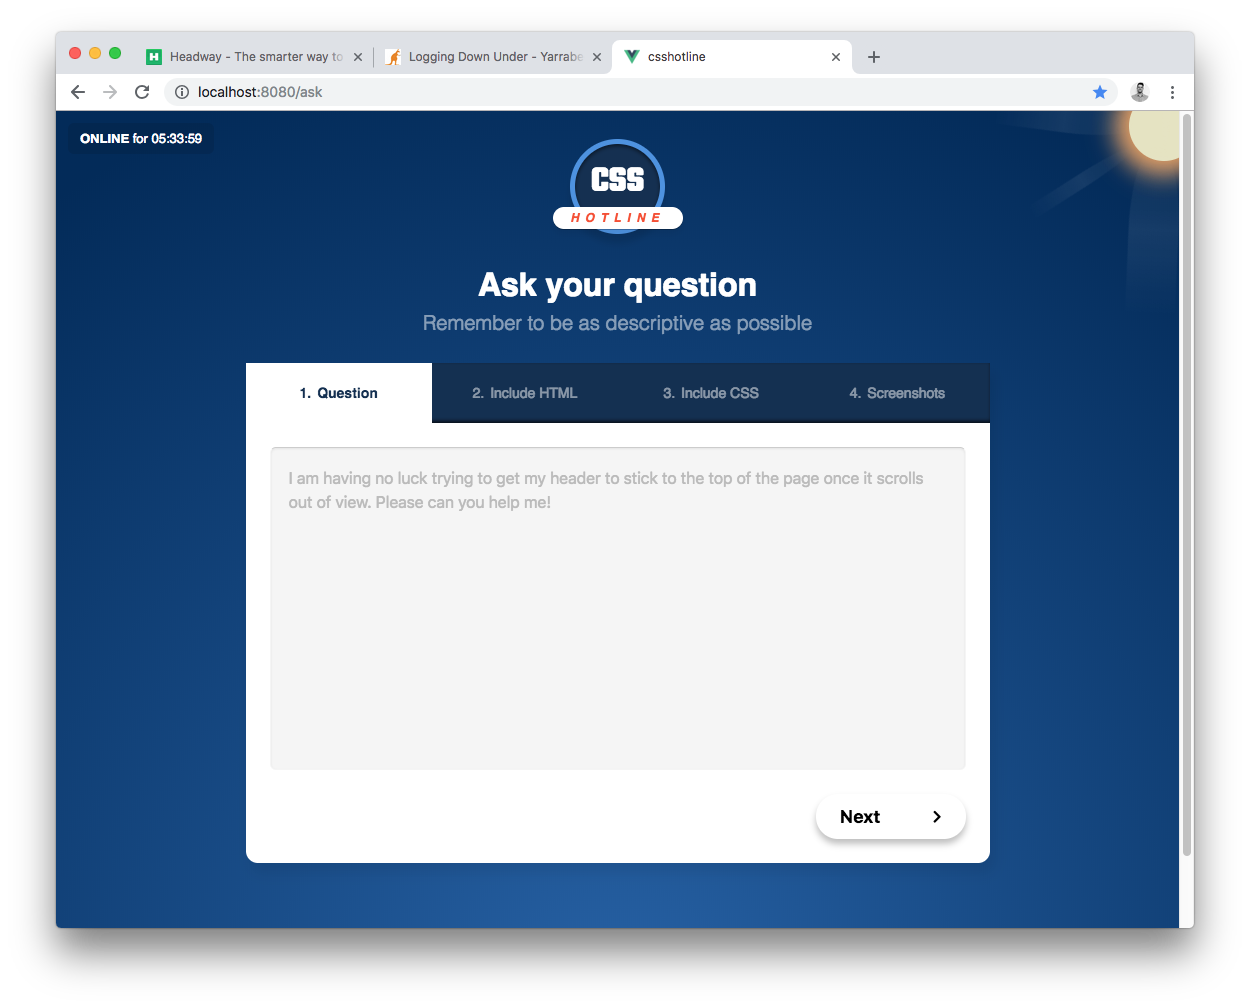 Headway - The smarter way to
Logging Down Under - Yarrabe
csshotline
localhost:8080/ask
ONLINE for 05:33:59
CSS
HOTLINE
Ask your question
Remember to be as descriptive as possible
1. Question
2. Include HTML
3. Include CSS
4. Screenshots
I am having no luck trying to get my header to stick to the top of the page once it scrolls
out of view. Please can you help me!
Next